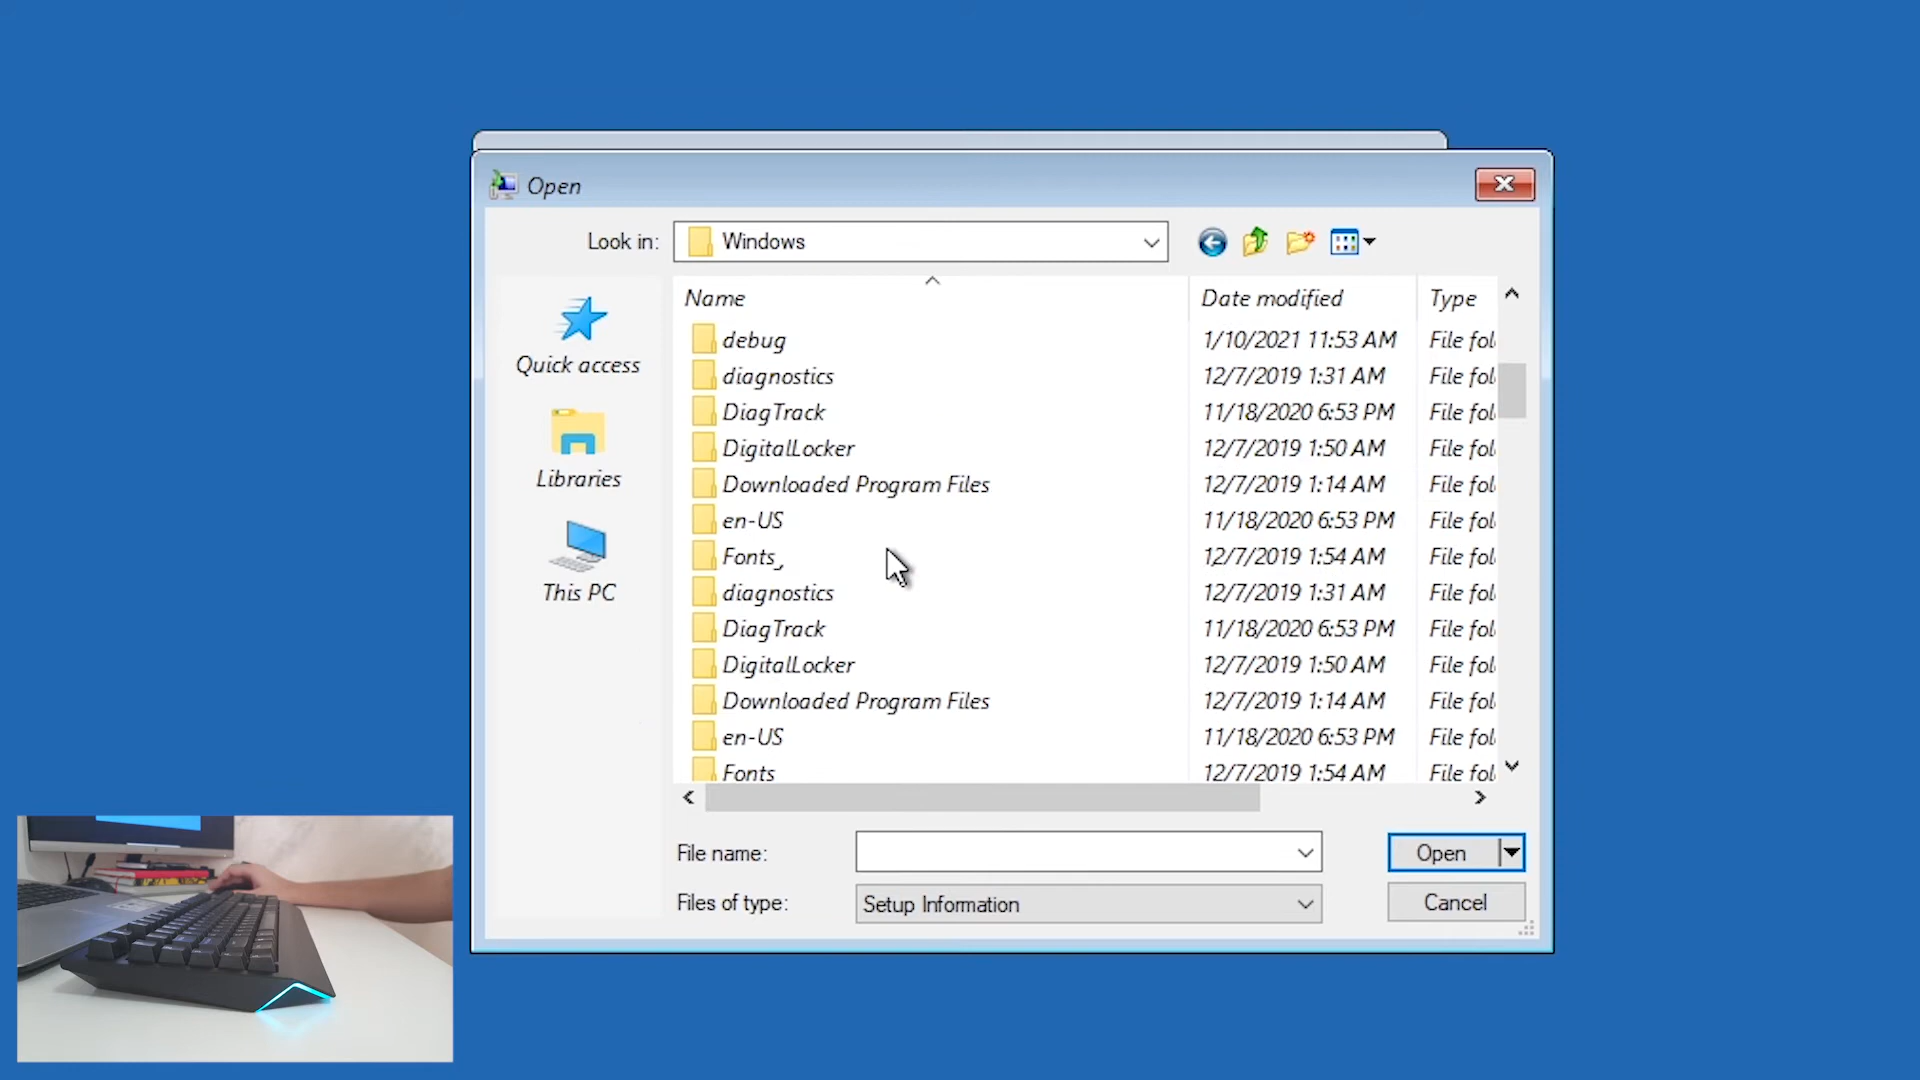 Open
Look in: Windows
Name Date modified Type
debug 1/10/2021 11:53 AM File fol
diagnostics 12/7/2019 1:31 AM File fol
DiagTrack 11/18/2020 6:53 PM File fol
DigitalLocker 12/7/2019 1:50 AM File fol
Downloaded Program Files 12/7/2019 1:14 AM File fol
en-US 11/18/2020 6:53 PM File fol
Fonts 12/7/2019 1:54 AM File fol
diagnostics 12/7/2019 1:31 AM File fol
DiagTrack 11/18/2020 6:53 PM File fol
DigitalLocker 12/7/2019 1:50 AM File fol
Downloaded Program Files 12/7/2019 1:14 AM File fol
en-US 11/18/2020 6:53 PM File fol
Fonts 12/7/2019 1:54 AM File fol
Quick access
Libraries
This PC
File name: Open
Files of type: Setup Information Cancel